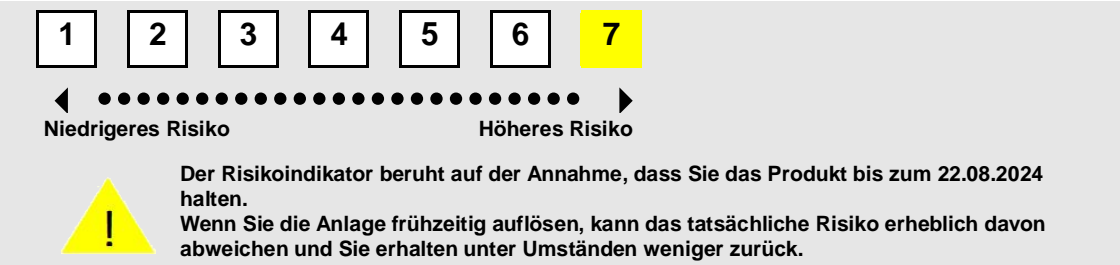 1 2 3 4 5 6 7
Niedrigeres Risiko Höheres Risiko
!
Der Risikoindikator beruht auf der Annahme, dass Sie das Produkt bis zum 22.08.2024
halten.
Wenn Sie die Anlage frühzeitig auflösen, kann das tatsächliche Risiko erheblich davon
abweichen und Sie erhalten unter Umständen weniger zurück.